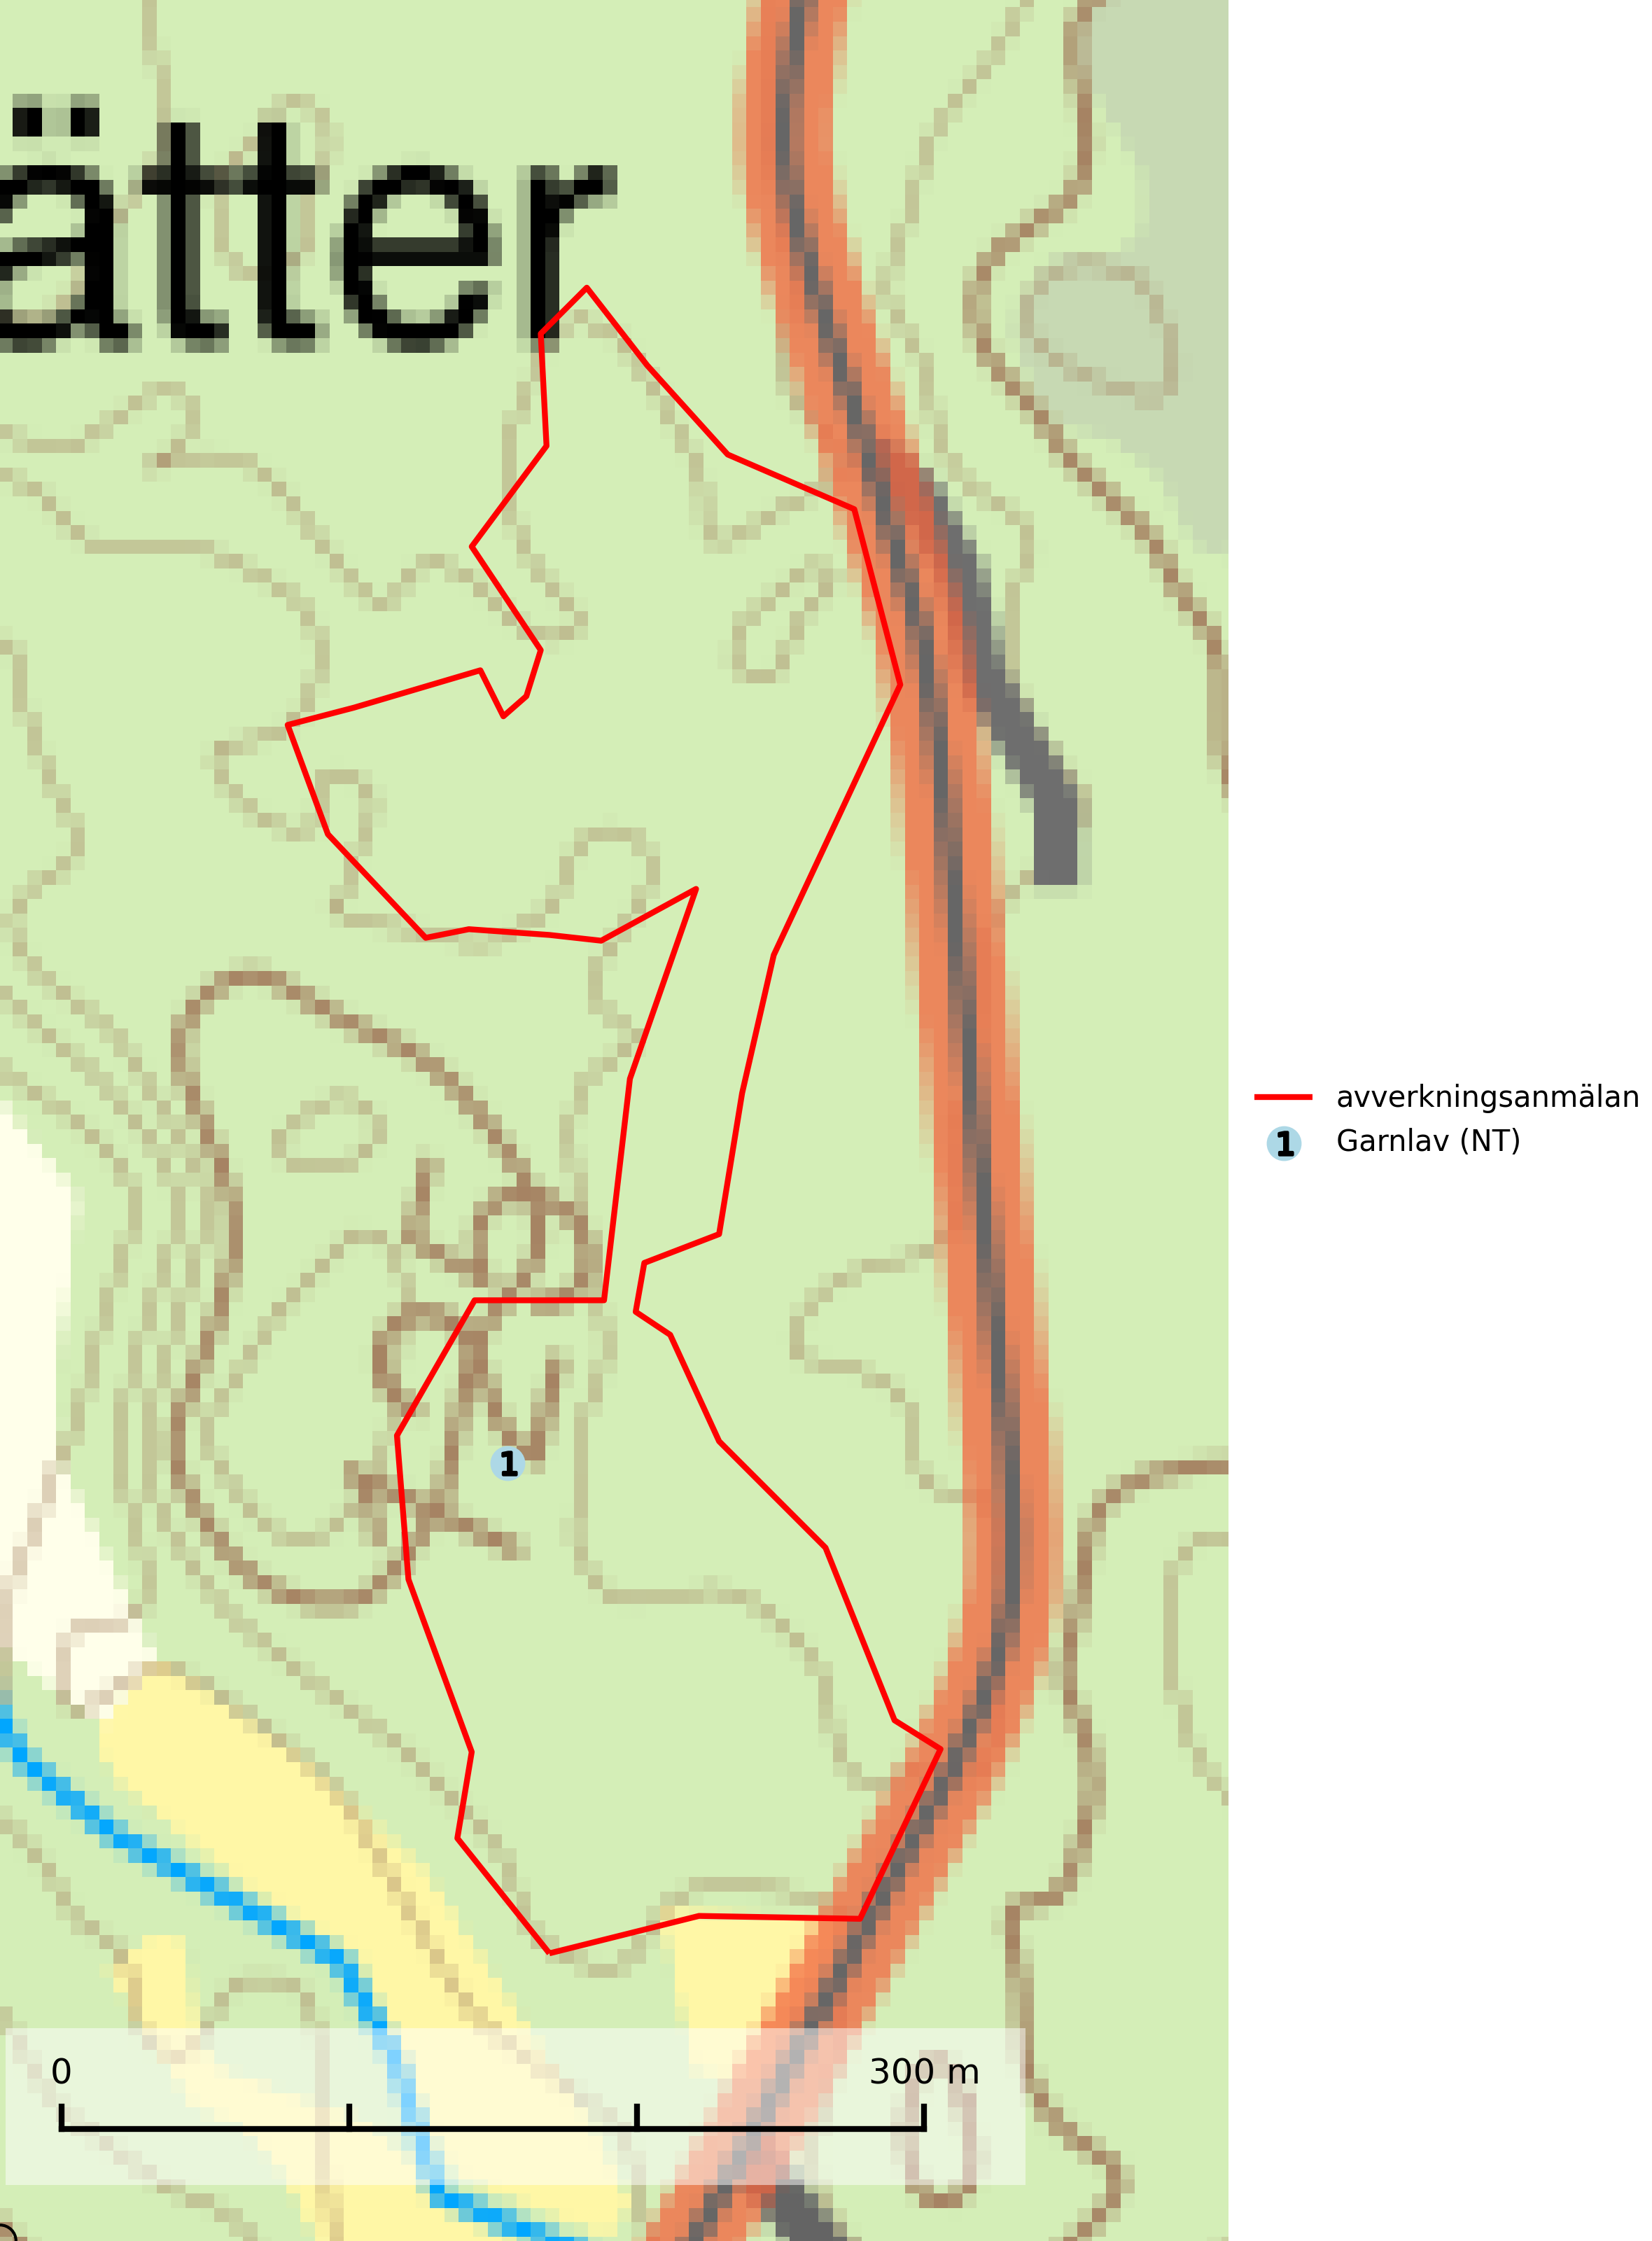 ätter
avverkningsanmälan
1 Garnlav (NT)
1
0 300 m